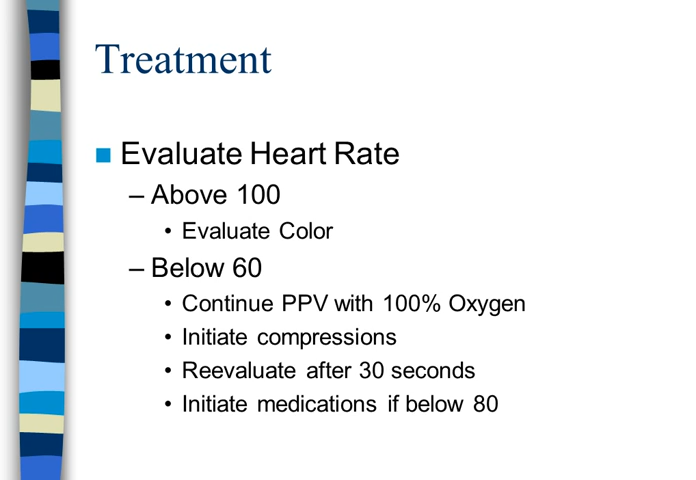 Treatment
Evaluate Heart Rate
– Above 100
• Evaluate Color
– Below 60
• Continue PPV with 100% Oxygen
• Initiate compressions
• Reevaluate after 30 seconds
• Initiate medications if below 80